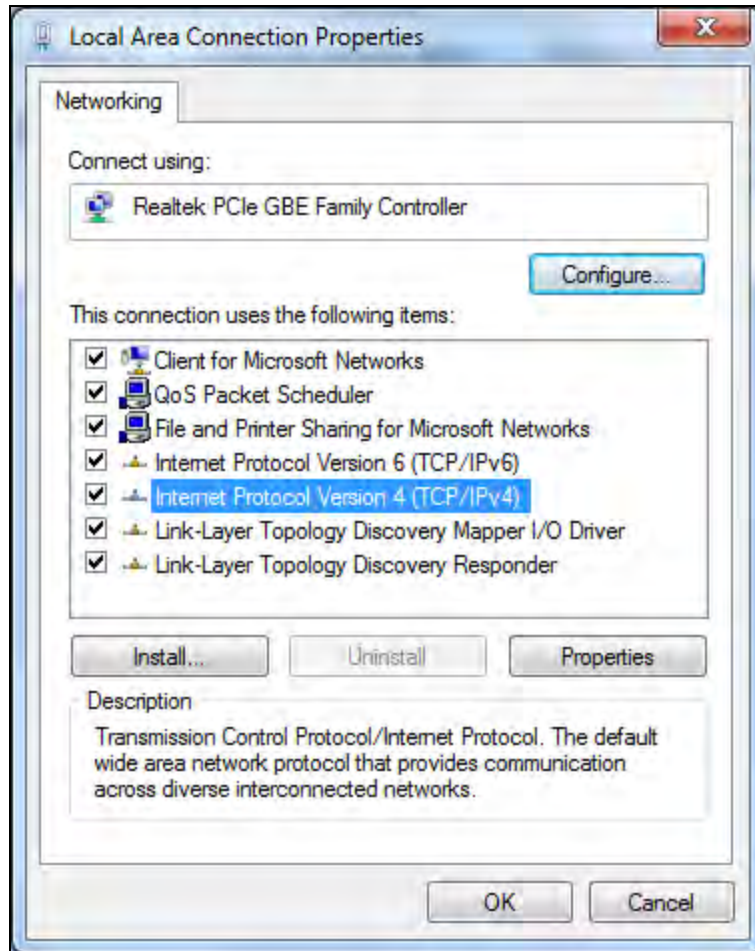 Local Area Connection Properties
Networking
Connect using:
Realtek PCIe GBE Family Controller
Configure...
This connection uses the following items:
Client for Microsoft Networks
QoS Packet Scheduler
File and Printer Sharing for Microsoft Networks
Internet Protocol Version 6 (TCP/IPv6)
Internet Protocol Version 4 (TCP/IPv4)
Link-Layer Topology Discovery Mapper I/O Driver
Link-Layer Topology Discovery Responder
Install... Uninstall Properties
Description
Transmission Control Protocol/Internet Protocol. The default
wide area network protocol that provides communication
across diverse interconnected networks.
OK Cancel